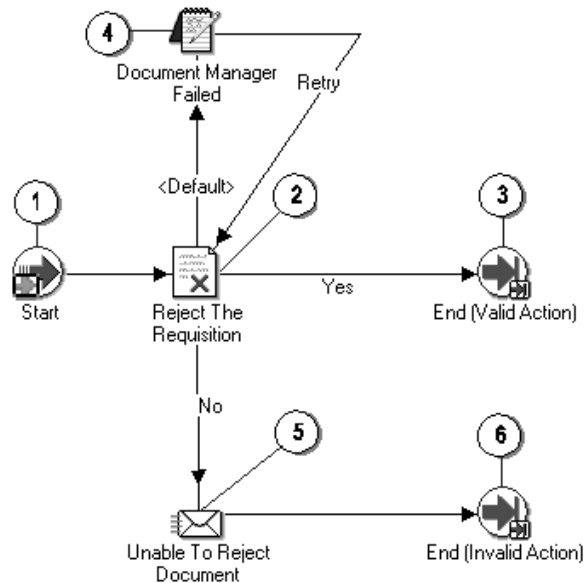 4
Document Manager
Failed
Retry
<Default>
1
2
3
Start
Reject The
Requisition
Yes
End (Valid Action)
No
5
6
Unable To Reject
Document
End (Invalid Action)